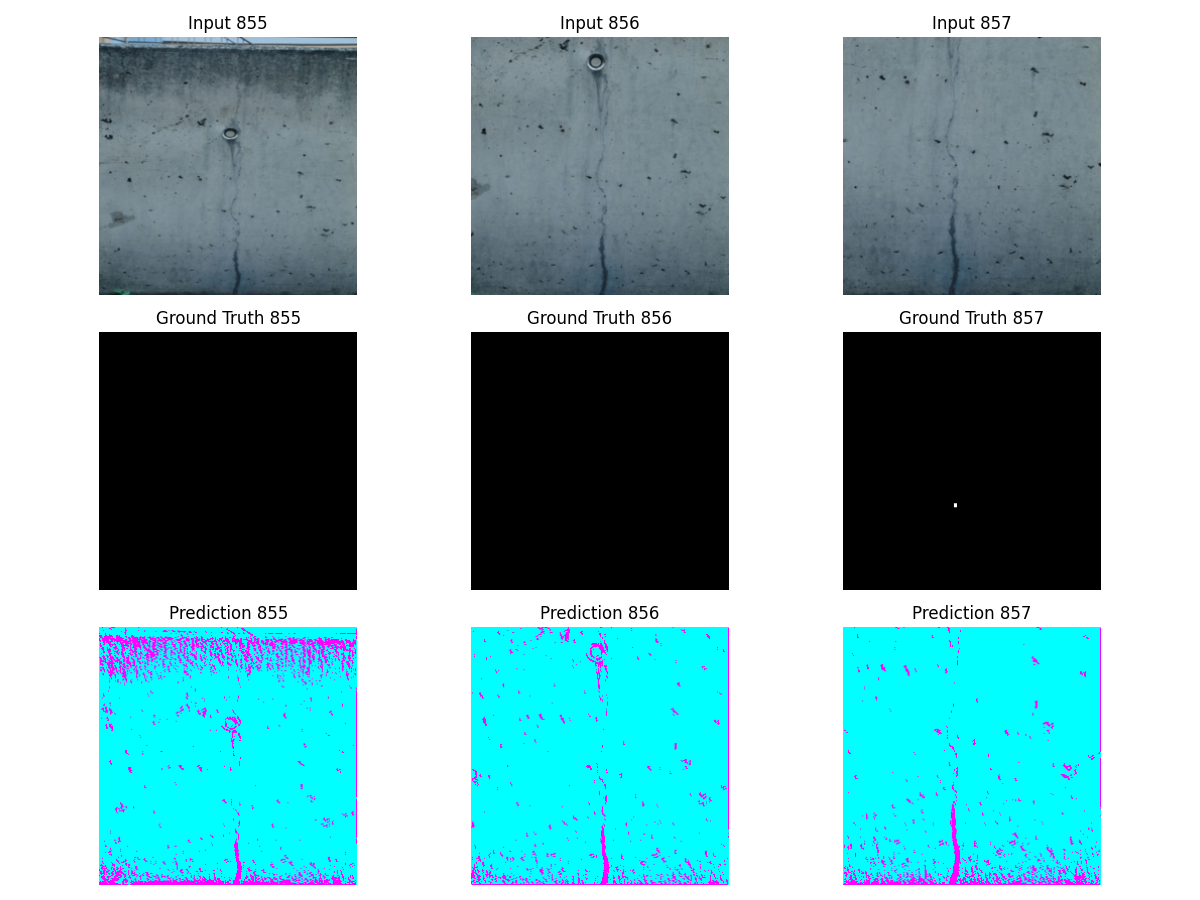 Input 855
Input 856
Input 857
Ground Truth 855
Ground Truth 856
Ground Truth 857
Prediction 855
Prediction 856
Prediction 857